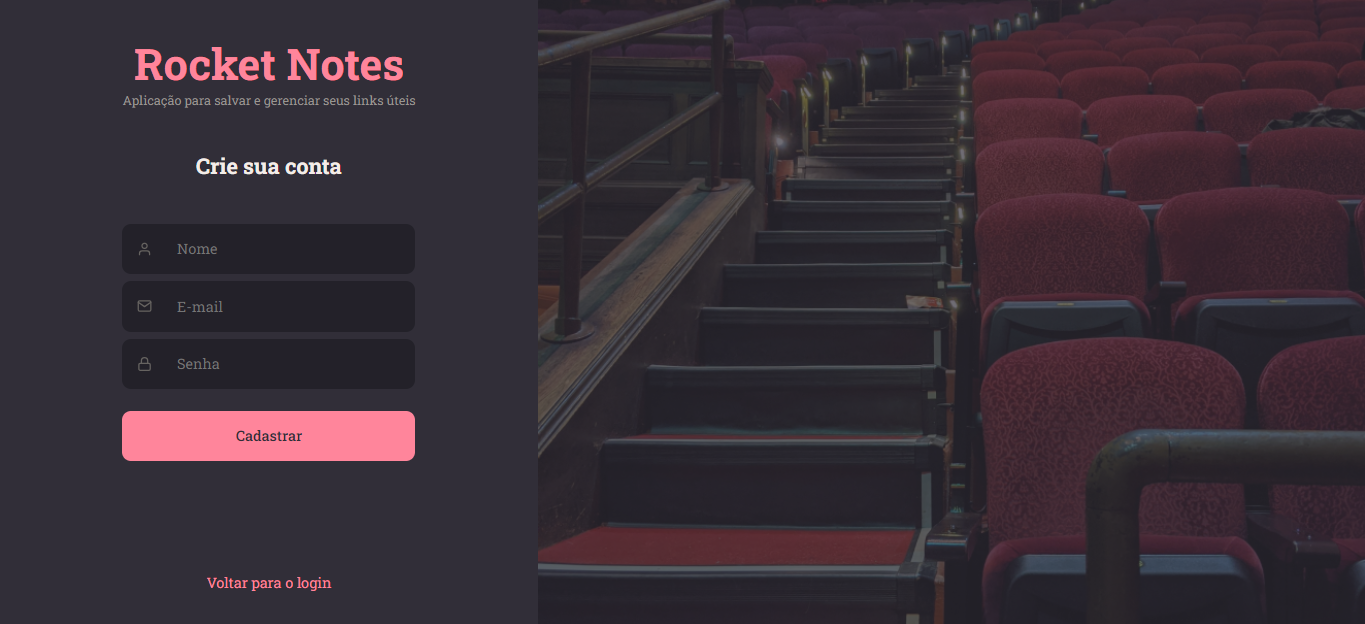 Rocket Notes
Aplicação para salvar e gerenciar seus links úteis
Crie sua conta
Nome
E-mail
Senha
Cadastrar
Voltar para o login